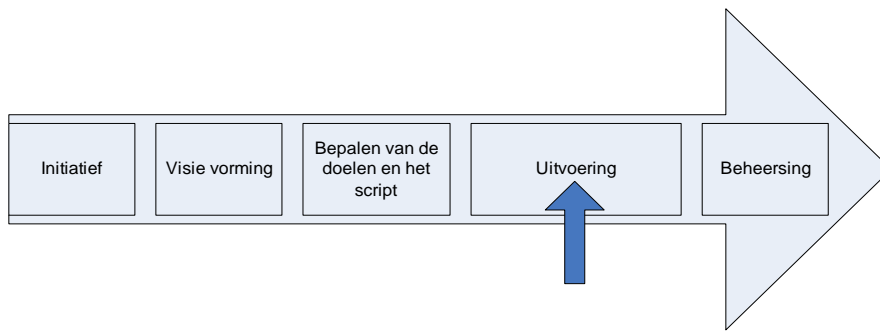 Initiatief
Visie vorming
Bepalen van de
doelen en het
script
Uitvoering
Beheersing